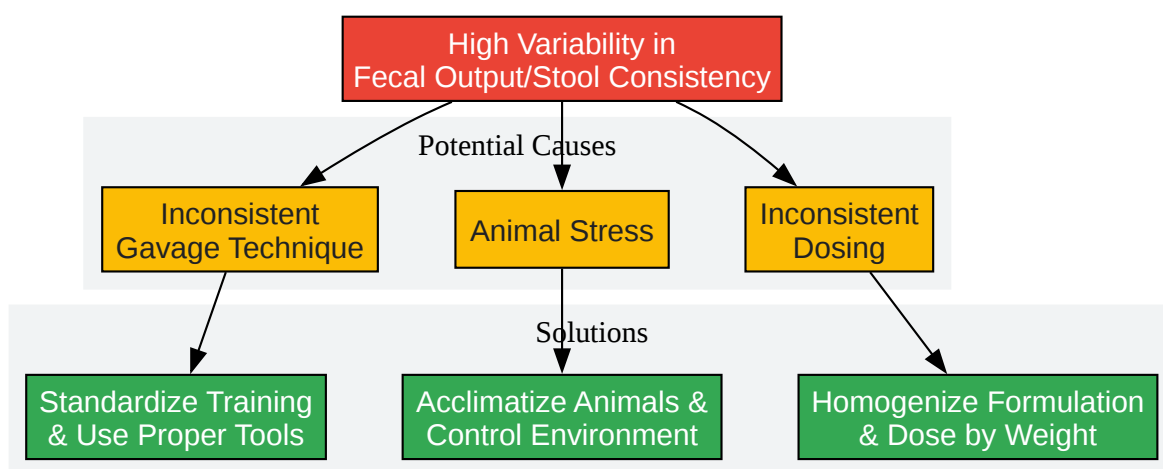 High Variability in
Fecal Output/Stool Consistency
Potential Causes
Inconsistent
Gavage Technique
Animal Stress
Inconsistent
Dosing
Solutions
Standardize Training
& Use Proper Tools
Acclimatize Animals &
Control Environment
Homogenize Formulation
& Dose by Weight